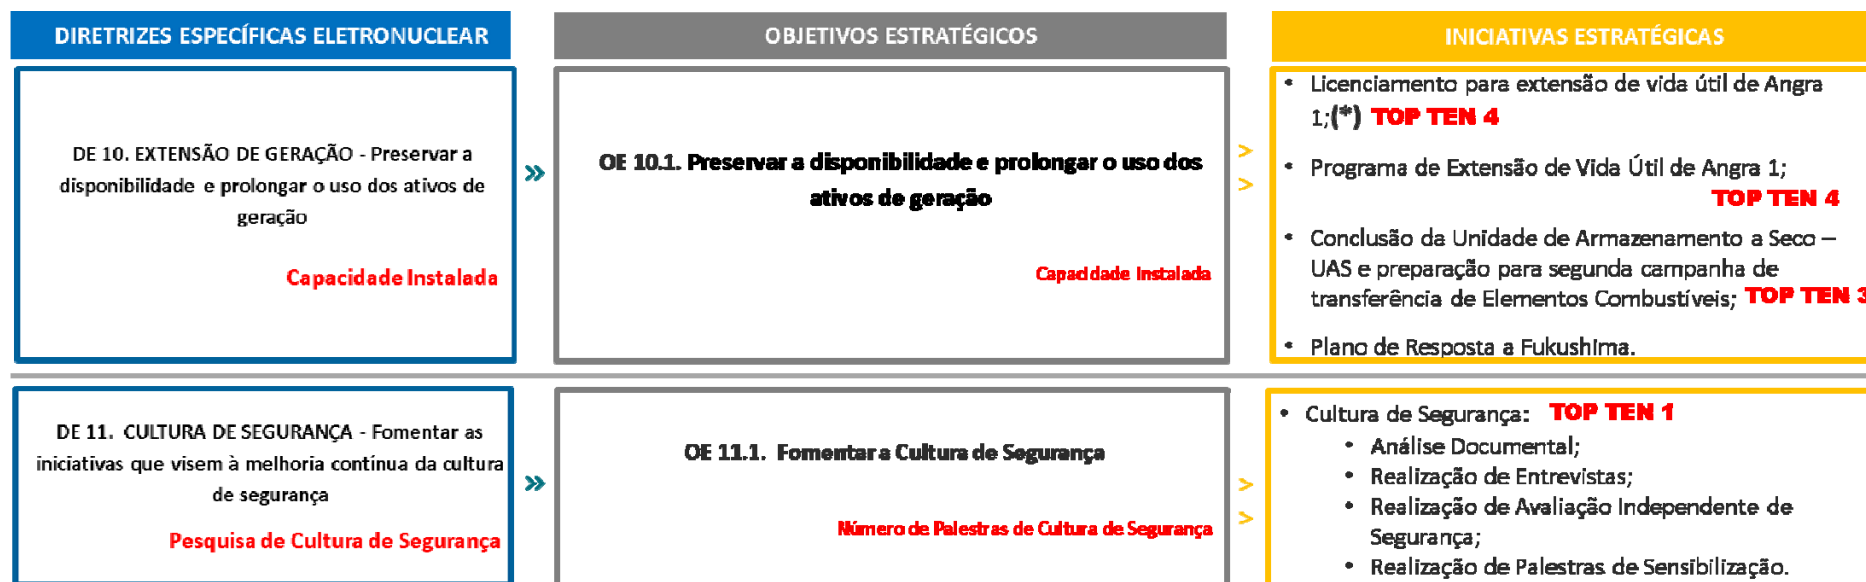 DIRETRIZES ESPECÍFICAS ELETRONUCLEAR
OBJETIVOS ESTRATÉGICOS
INICIATIVAS ESTRATÉGICAS
DE 10. EXTENSÃO DE GERAÇÃO - Preservar a
disponibilidade e prolongar o uso dos ativos de
geração
Capacidade Instalada
»
OE 10.1. Preservar a disponibilidade e prolongar o uso dos
ativos de geração
Capacidade Instalada
>
>
• Licenciamento para extensão de vida útil de Angra
1;(*) TOP TEN 4
• Programa de Extensão de Vida Útil de Angra 1;
TOP TEN 4
• Conclusão da Unidade de Armazenamento a Seco –
UAS e preparação para segunda campanha de
transferência de Elementos Combustíveis; TOP TEN 3
• Plano de Resposta a Fukushima.
DE 11. CULTURA DE SEGURANÇA - Fomentar as
iniciativas que visem à melhoria contínua da cultura
de segurança
Pesquisa de Cultura de Segurança
»
OE 11.1. Fomentar a Cultura de Segurança
Número de Palestras de Cultura de Segurança
>
>
• Cultura de Segurança: TOP TEN 1
• Análise Documental;
• Realização de Entrevistas;
• Realização de Avaliação Independente de
Segurança;
• Realização de Palestras de Sensibilização.